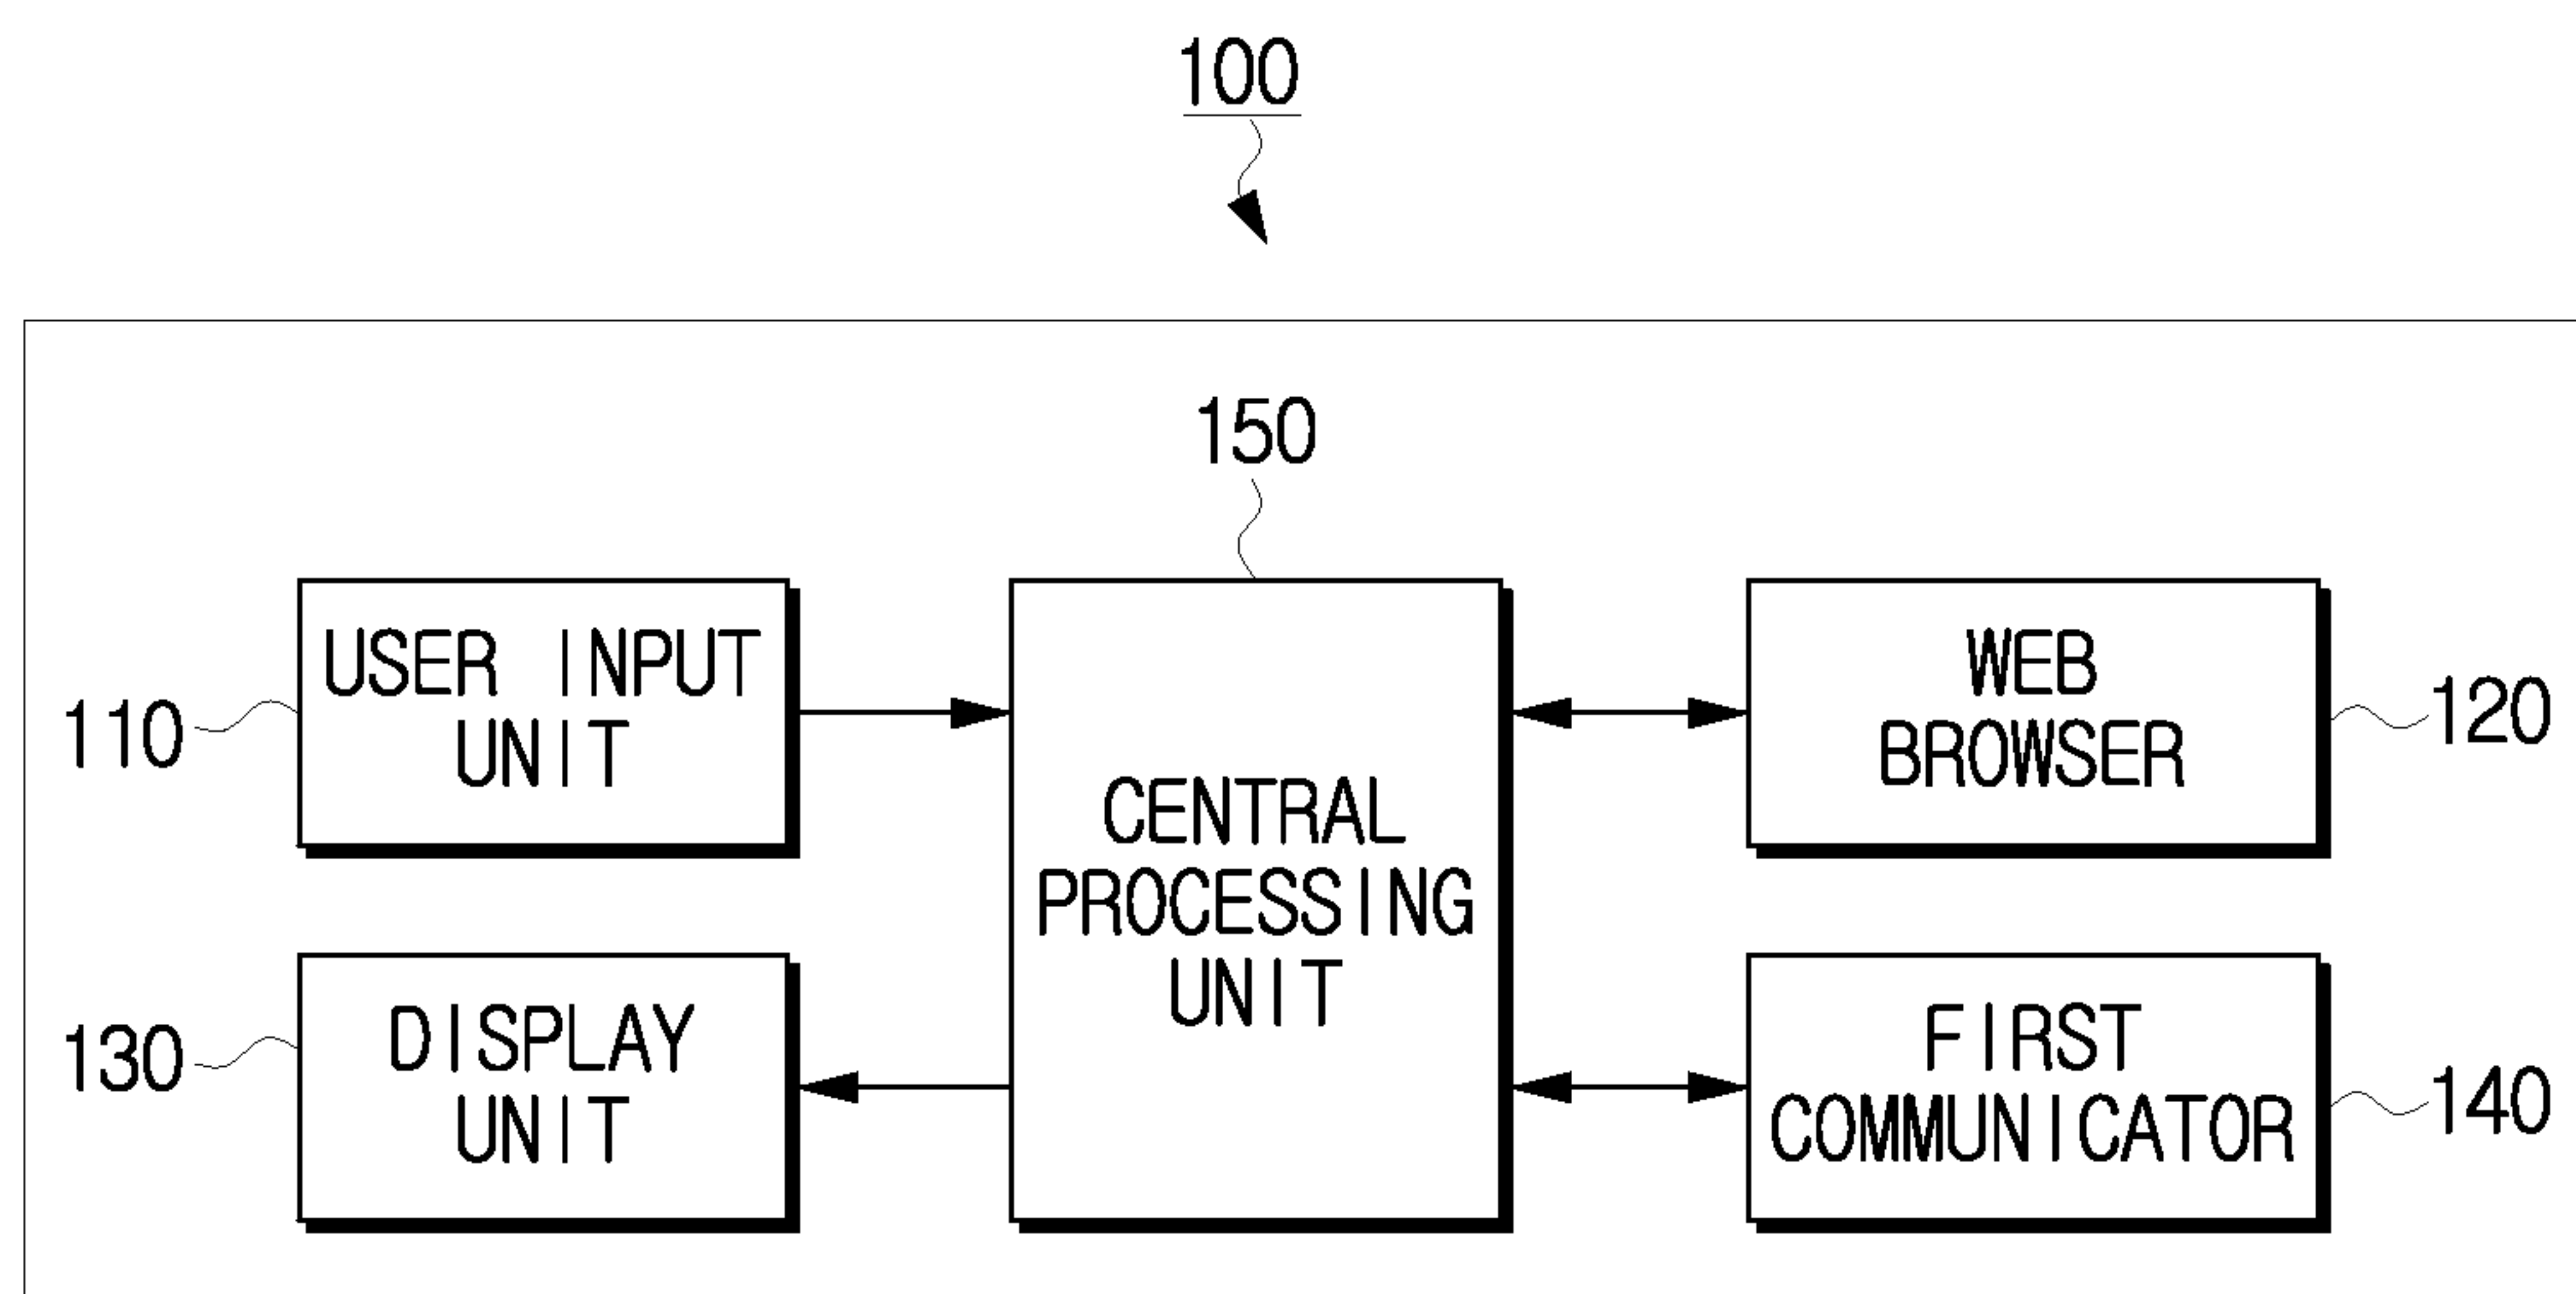 100
150
110
USER INPUT
UNIT
CENTRAL
PROCESSING
UNIT
WEB
BROWSER
120
130
DISPLAY
UNIT
FIRST
COMMUNICATOR
140